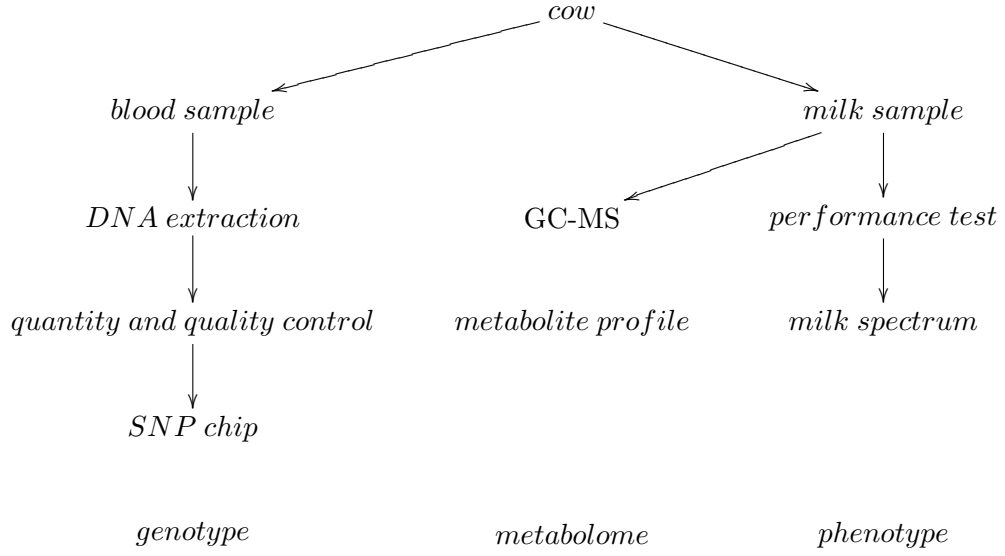 cow
blood sample milk sample
DNA extraction GC-MS performance test
quantity and quality control metabolite profile milk spectrum
SNP chip
genotype metabolome phenotype